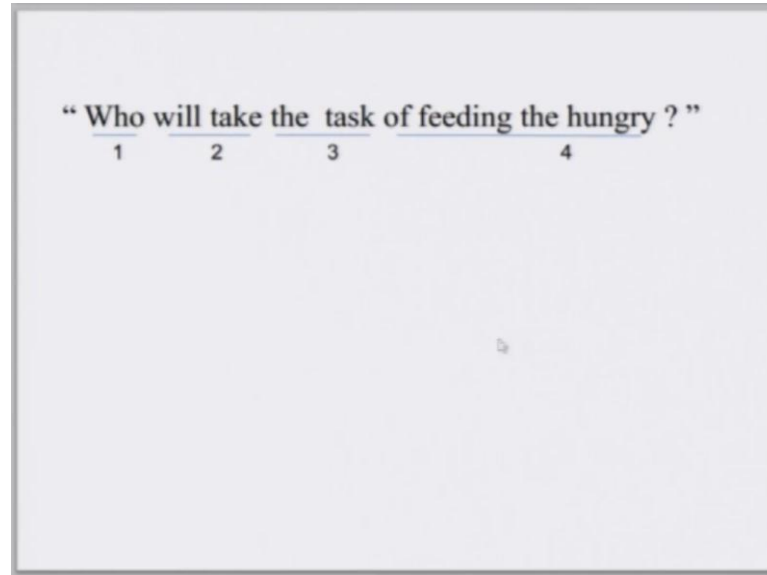 “ Who will take the task of feeding the hungry ? ”
1 2 3 4